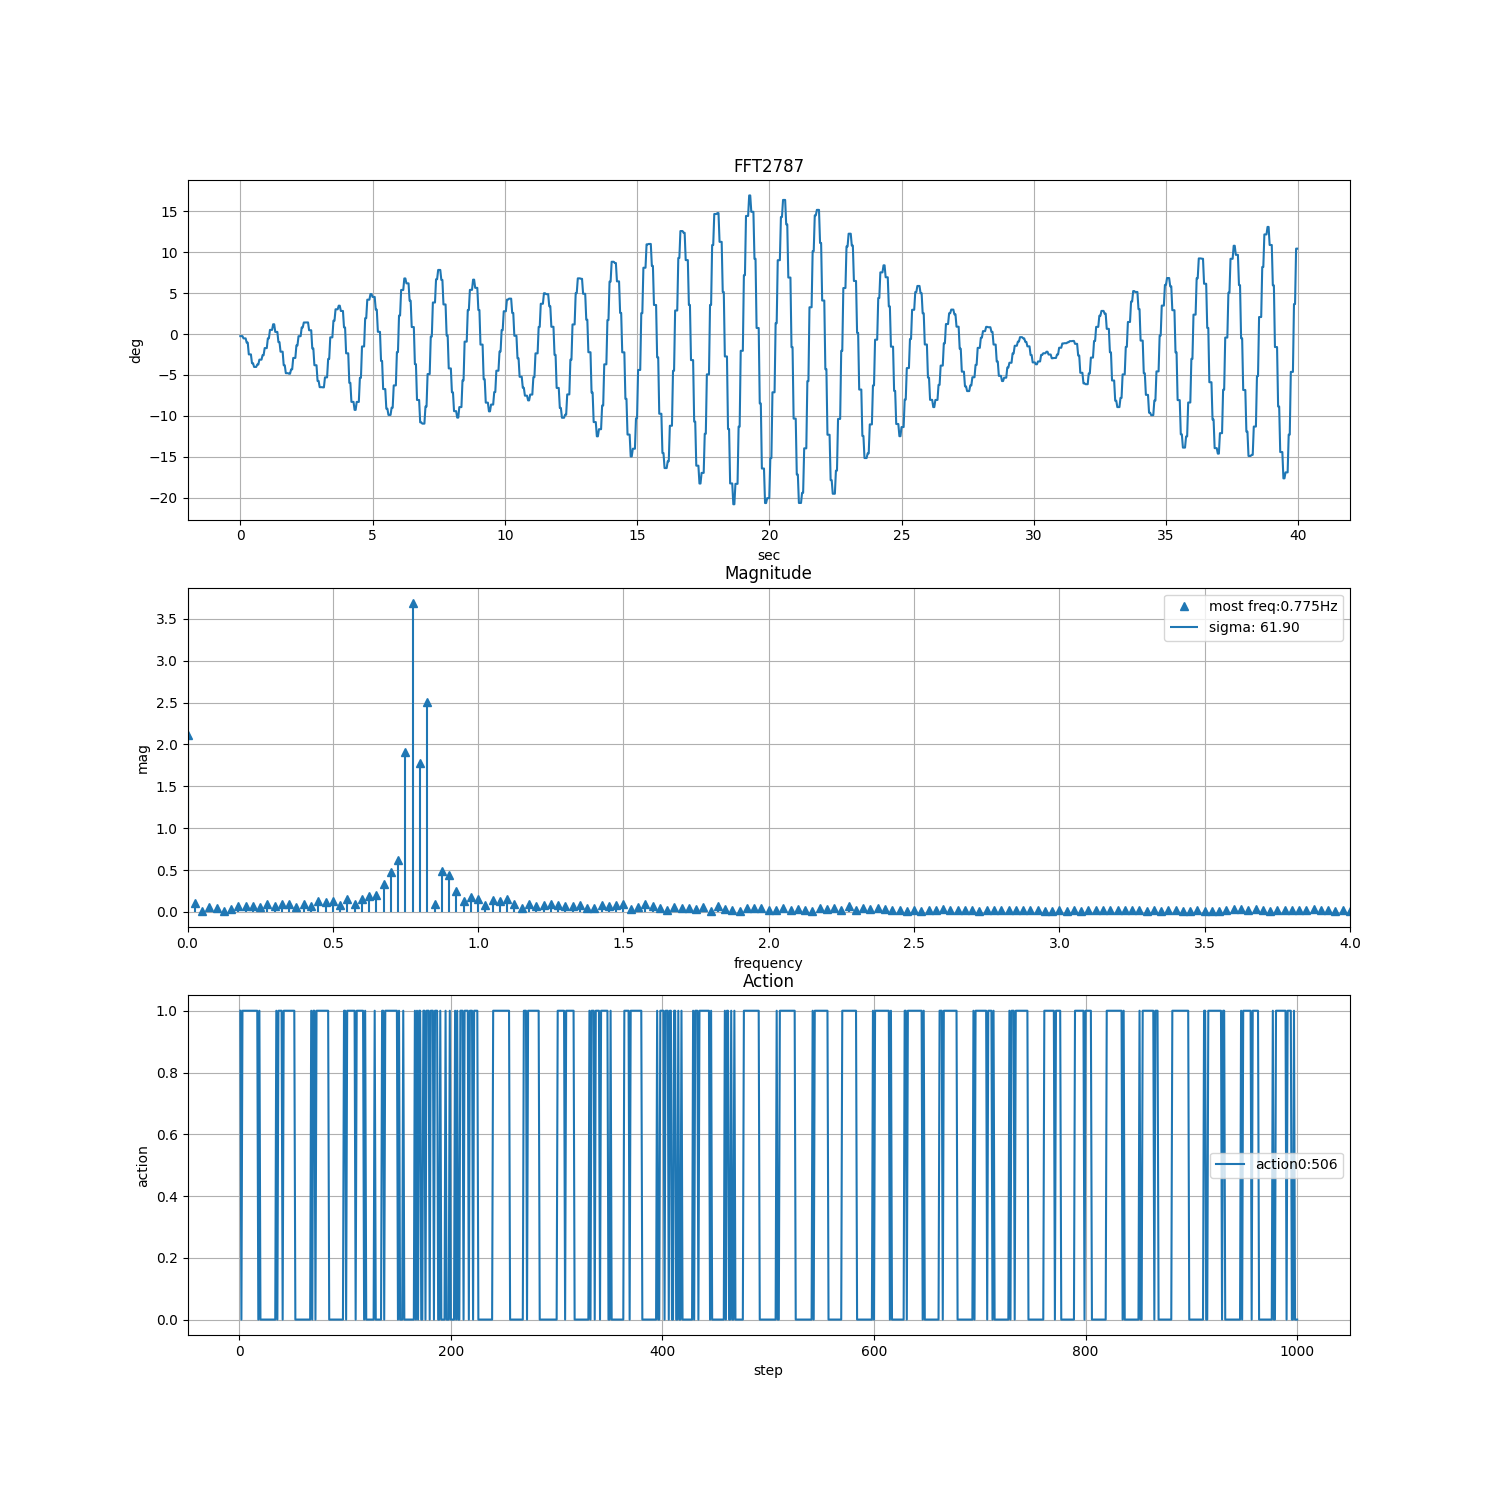 FFT2787
15
10
5
0
−5
−10
−15
−20
deg
0 5 10 15 20 25 30 35 40
sec
Magnitude
most freq:0.775Hz
sigma: 61.90
3.5
3.0
2.5
2.0
1.5
1.0
0.5
0.0
mag
0.0 0.5 1.0 1.5 2.0 2.5 3.0 3.5 4.0
frequency
Action
1.0
0.8
0.6
0.4
0.2
0.0
action
action0:506
0 200 400 600 800 1000
step